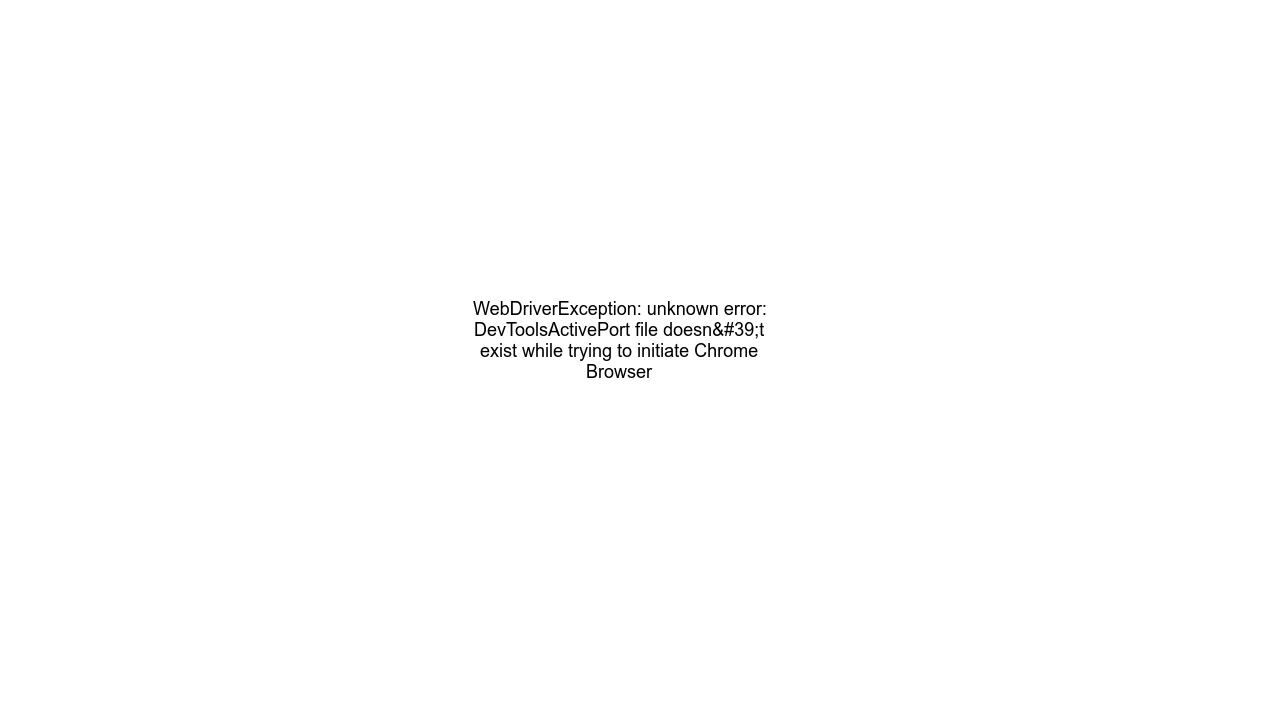 WebDriverException: unknown error:
DevToolsActivePort file doesn&#39;t
exist while trying to initiate Chrome
Browser